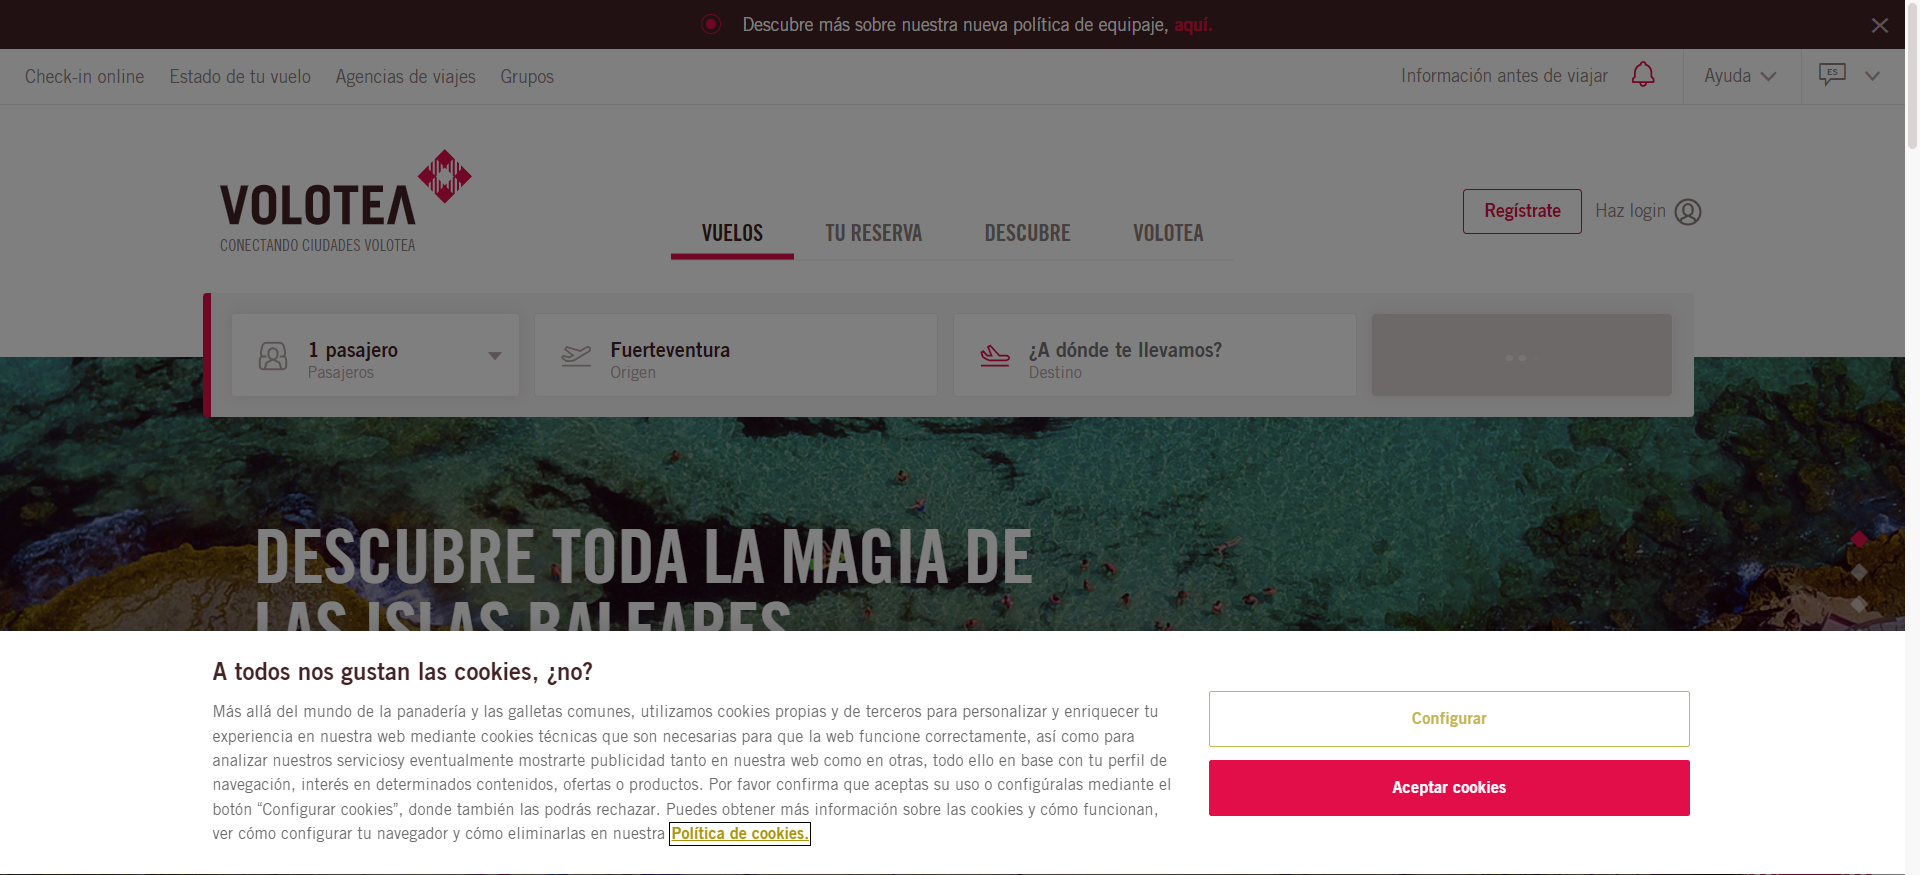 Descubre más sobre nuestra nueva política de equipaje, aquí.
Check-in online Estado de tu vuelo Agencias de viajes Grupos
Información antes de viajar Ayuda ES
VOLOTEA
CONECTANDO CIUDADES VOLOTEA
VUELOS TU RESERVA DESCUBRE VOLOTEA
Regístrate Haz login
1 pasajero
Pasajeros
Fuerteventura
Origen
¿A dónde te llevamos?
Destino
DESCUBRE TODA LA MAGIA DE
LAS ISLAS BALEARES
A todos nos gustan las cookies, ¿no?
Más allá del mundo de la panadería y las galletas comunes, utilizamos cookies propias y de terceros para personalizar y enriquecer tu
experiencia en nuestra web mediante cookies técnicas que son necesarias para que la web funcione correctamente, así como para
analizar nuestros serviciosy eventualmente mostrarte publicidad tanto en nuestra web como en otras, todo ello en base con tu perfil de
navegación, interés en determinados contenidos, ofertas o productos. Por favor confirma que aceptas su uso o configúralas mediante el
botón “Configurar cookies”, donde también las podrás rechazar. Puedes obtener más información sobre las cookies y cómo funcionan,
ver cómo configurar tu navegador y cómo eliminarlas en nuestra Política de cookies.
Configurar
Aceptar cookies